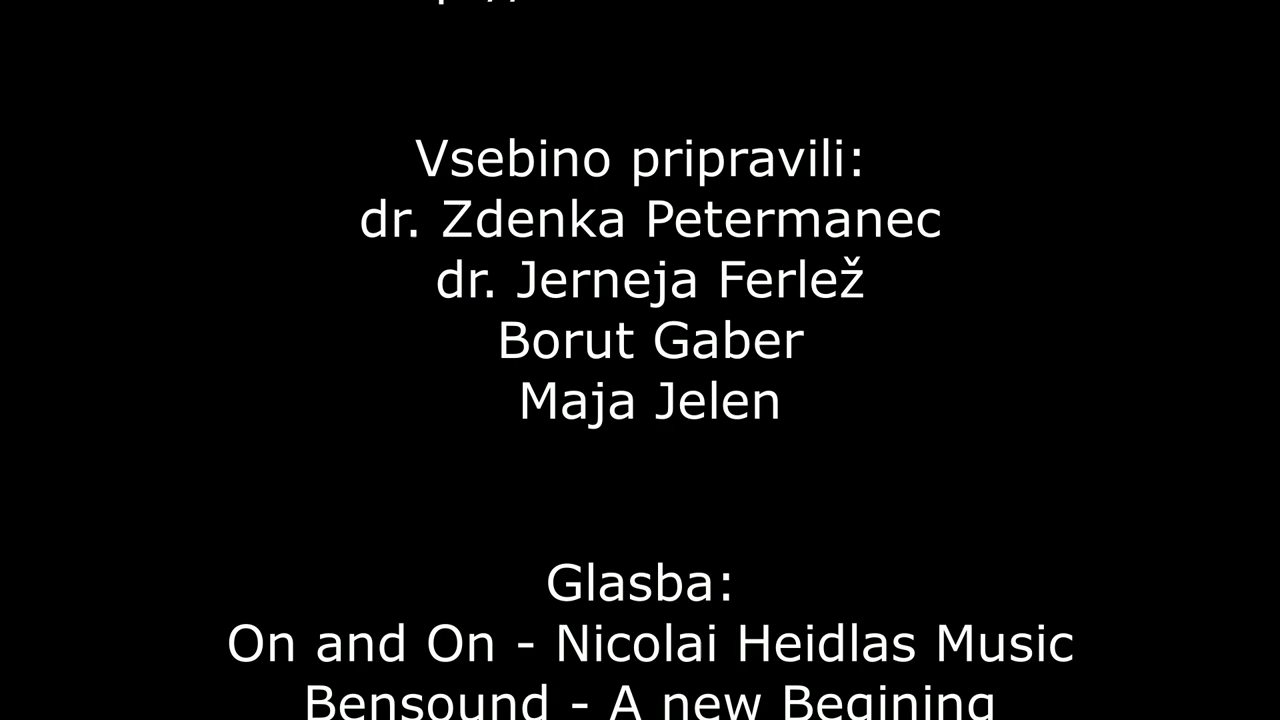 Vsebino pripravili:
dr. Zdenka Petermanec
dr. Jerneja Ferlež
Borut Gaber
Maja Jelen
Glasba:
On and On - Nicolai Heidlas Music
Bensound - A new Begining